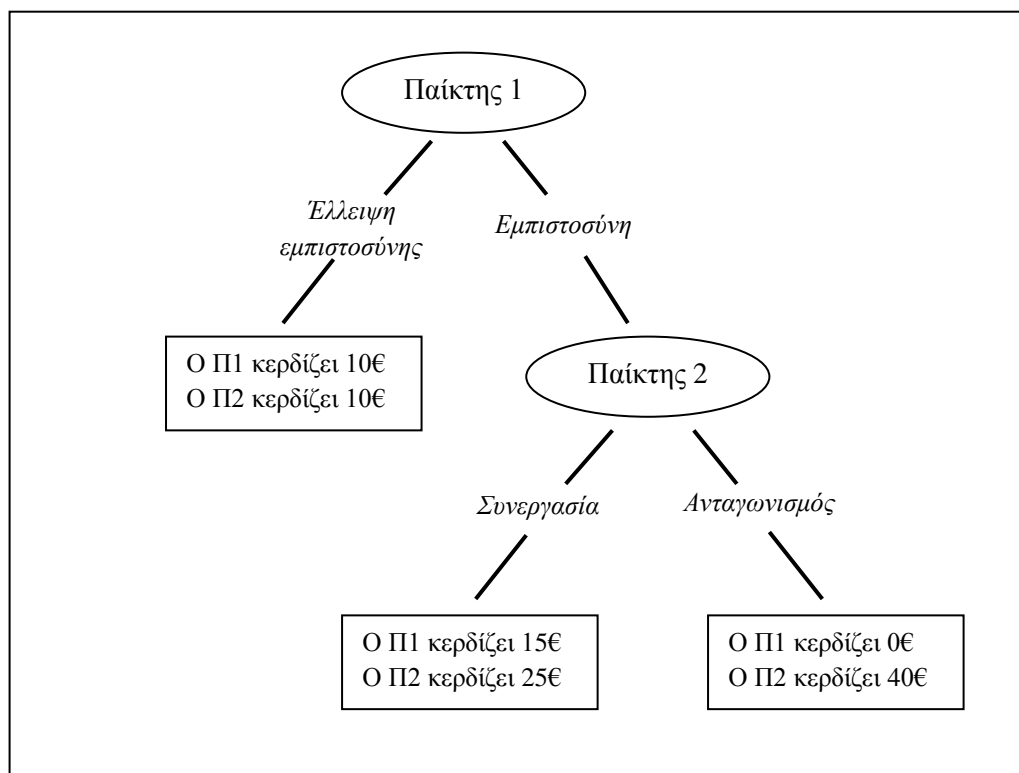 Παίκτης 1
Έλλειψη
εμπιστοσύνης
Εμπιστοσύνη
Ο Π1 κερδίζει 10€
Ο Π2 κερδίζει 10€
Παίκτης 2
Συνεργασία
Ανταγωνισμός
Ο Π1 κερδίζει 15€
Ο Π2 κερδίζει 25€
Ο Π1 κερδίζει 0€
Ο Π2 κερδίζει 40€